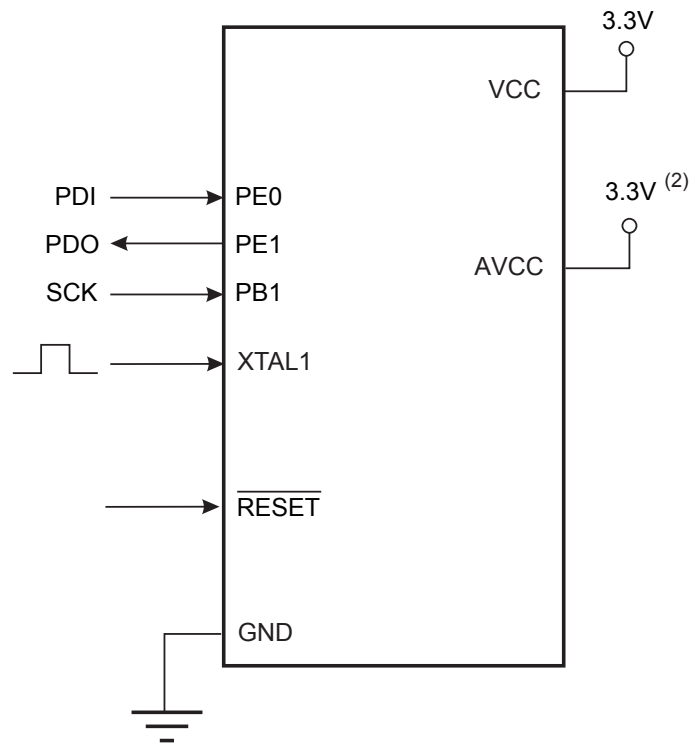 3.3V
VCC
3.3V (2)
PDI PE0
PDO PE1
AVCC
SCK PB1
XTAL1
RESET
GND